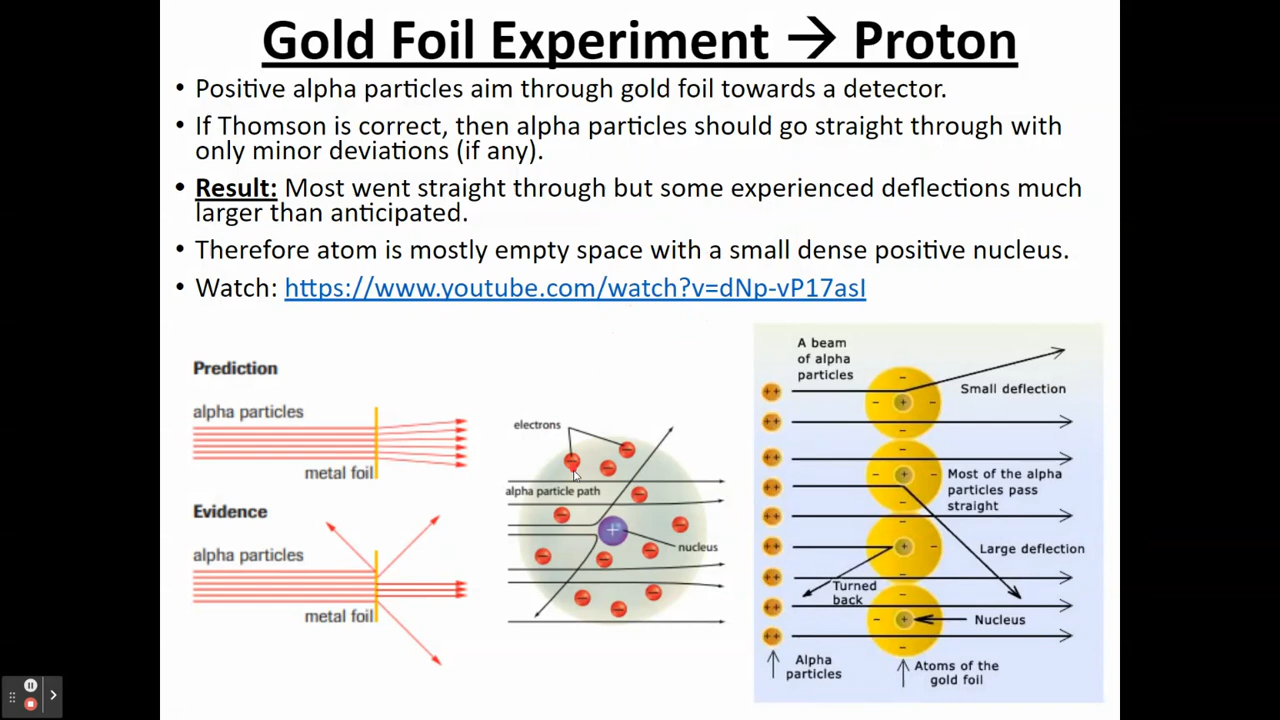 Gold Foil Experiment → Proton
• Positive alpha particles aim through gold foil towards a detector.
• If Thomson is correct, then alpha particles should go straight through with
only minor deviations (if any).
• Result: Most went straight through but some experienced deflections much
larger than anticipated.
• Therefore atom is mostly empty space with a small dense positive nucleus.
• Watch: https://www.youtube.com/watch?v=dNp-vP17asI
Prediction
alpha particles
metal foil
Evidence
alpha particles
metal foil
electrons
alpha particle path
nucleus
A beam
of alpha
particles
Small deflection
Most of the alpha
particles pass
straight
Large deflection
Turned
back
Nucleus
Alpha
particles
Atoms of the
gold foil